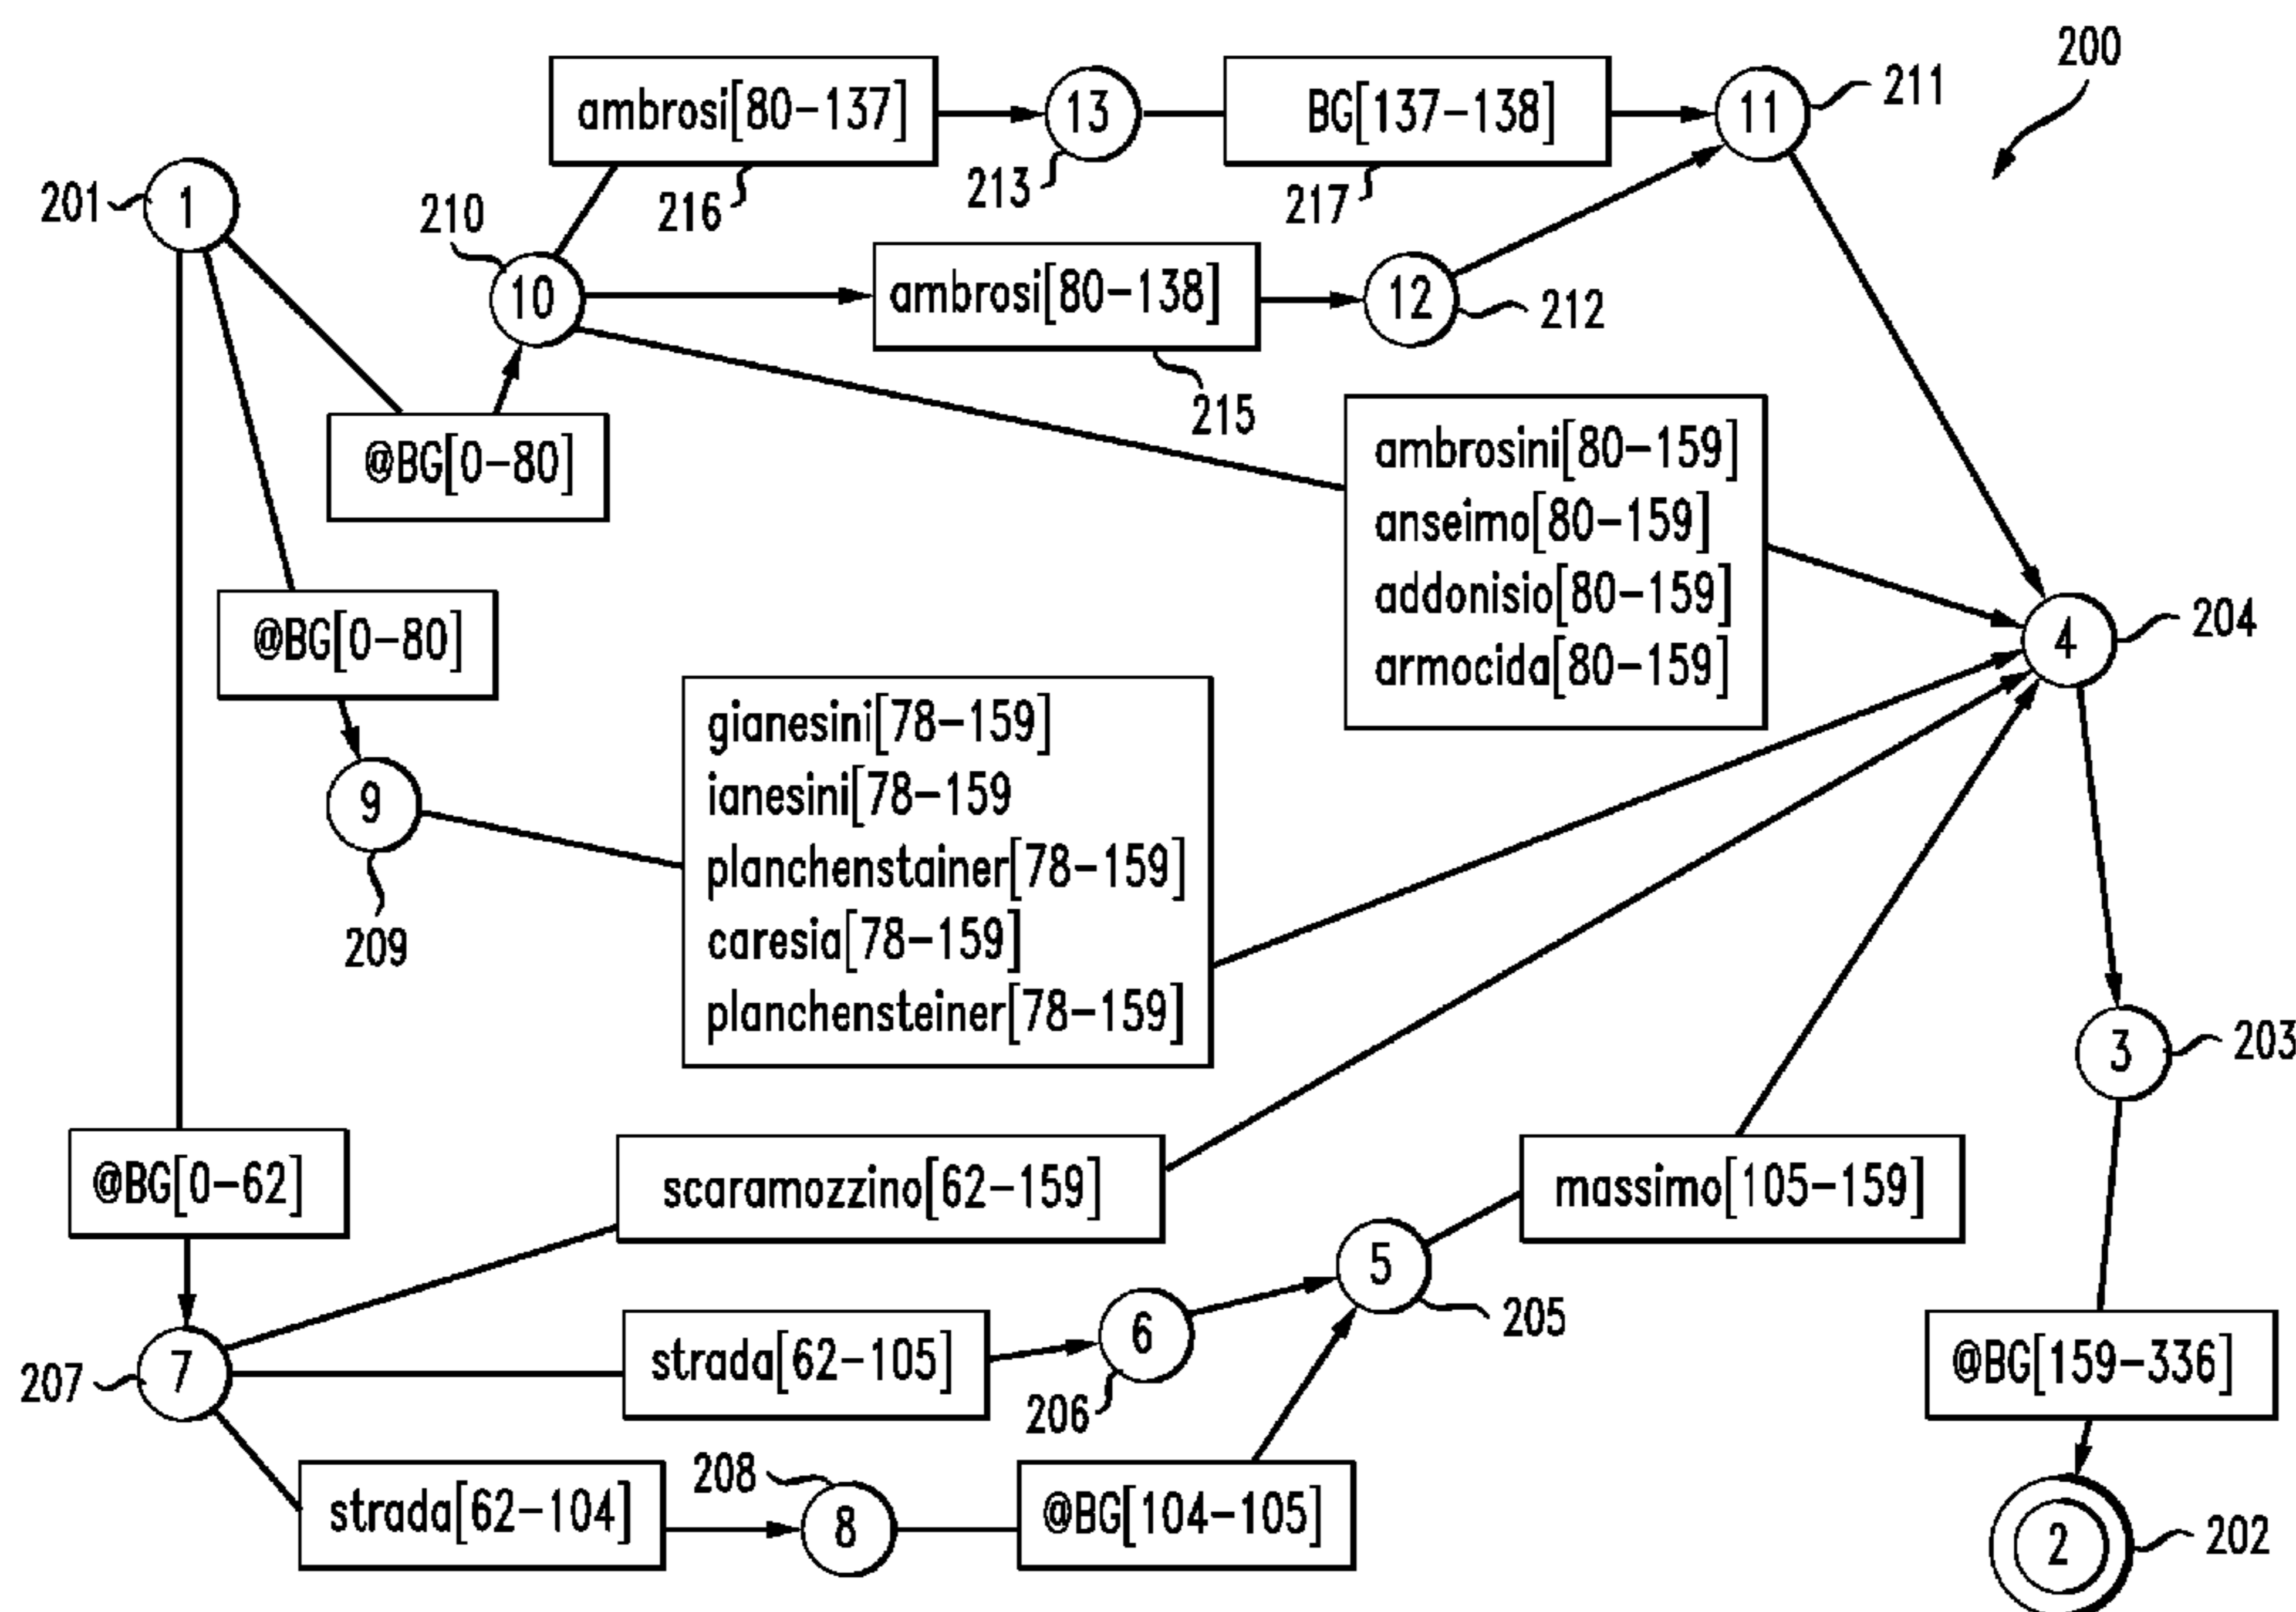 200
ambrosi[80-137]
13
BG[137-138]
11
211
201
1
216
213
217
210
10
ambrosi[80-138]
12
212
215
@BG[0-80]
ambrosini[80-159]
anseimo[80-159]
addonisio[80-159]
armocida[80-159]
@BG[0-80]
4
204
9
209
gianesini[78-159]
ianesini[78-159
planchenstainer[78-159]
caresia[78-159]
planchensteiner[78-159]
3
203
@BG[0-62]
scaramozzino[62-159]
massimo[105-159]
5
205
7
207
strada[62-105]
6
206
@BG[159-336]
strada[62-104]
208
8
@BG[104-105]
2
202